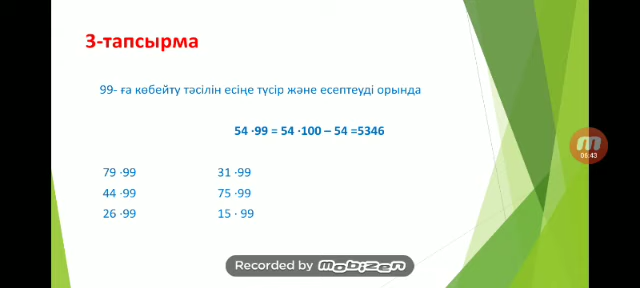 3-тапсырма
99- ға көбейту тәсілін есіңе түсір және есептеуді орында
54 ·99 = 54 ·100 – 54 =5346
79 ·99 31 ·99
44 ·99 75 ·99
26 ·99 15 · 99
06:43
Recorded by mobizen